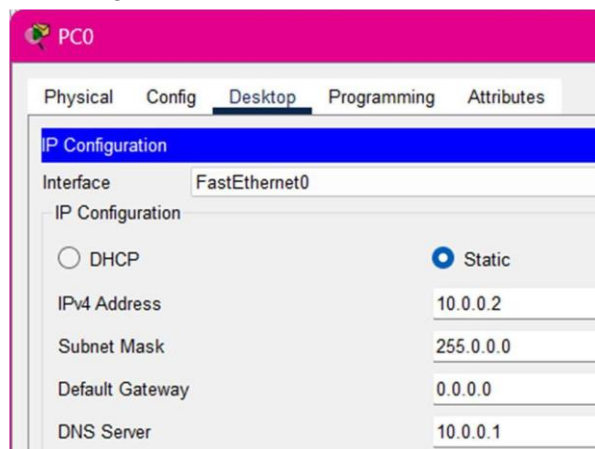 PC0
Physical Config Desktop Programming Attributes
IP Configuration
Interface FastEthernet0
IP Configuration
DHCP Static
IPv4 Address 10.0.0.2
Subnet Mask 255.0.0.0
Default Gateway 0.0.0.0
DNS Server 10.0.0.1